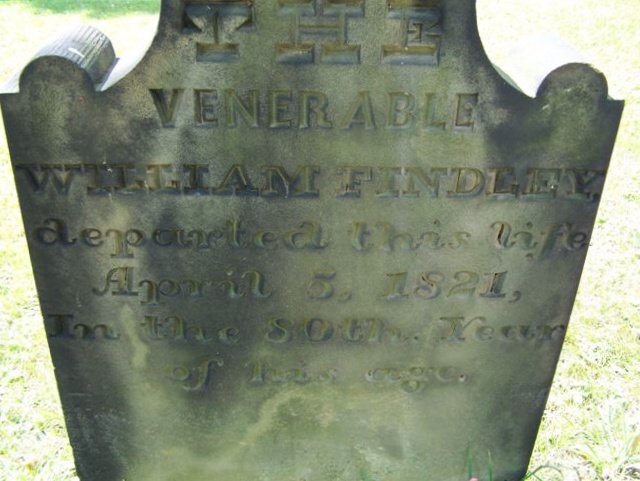 THE
VENERABLE
WILLIAM FINDLEY,
departed this life
April 5, 1821,
In the 80th. Year
of his age.